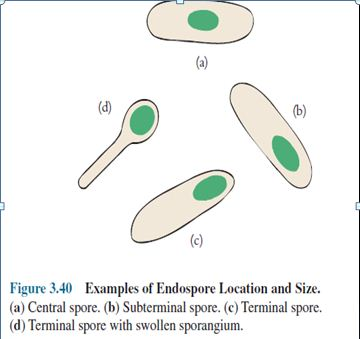 (a)
(d)
(b)
(c)
Figure 3.40 Examples of Endospore Location and Size.
(a) Central spore. (b) Subterminal spore. (c) Terminal spore.
(d) Terminal spore with swollen sporangium.